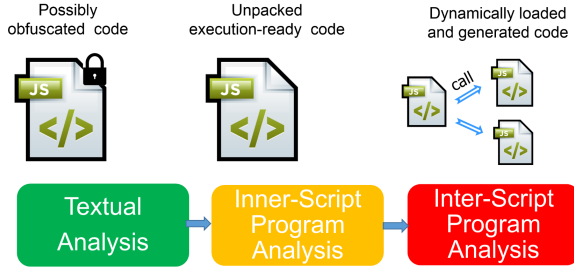 Possibly
obfuscated code
Unpacked
execution-ready code
Dynamically loaded
and generated code
JS
</>
JS
</>
JS
</>
call
JS
</>
JS
</>
Textual
Analysis
Inner-Script
Program
Analysis
Inter-Script
Program
Analysis